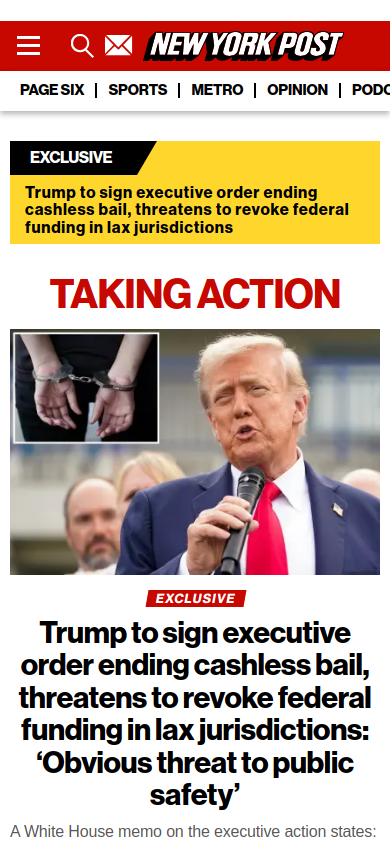 NEW YORK POST
PAGE SIX
SPORTS
METRO
OPINION
EXCLUSIVE
Trump to sign executive order ending
cashless bail, threatens to revoke federal
funding in lax jurisdictions
TAKING ACTION
EXCLUSIVE
Trump to sign executive
order ending cashless bail,
threatens to revoke federal
funding in lax jurisdictions:
‘Obvious threat to public
safety’
A White House memo on the executive action states: